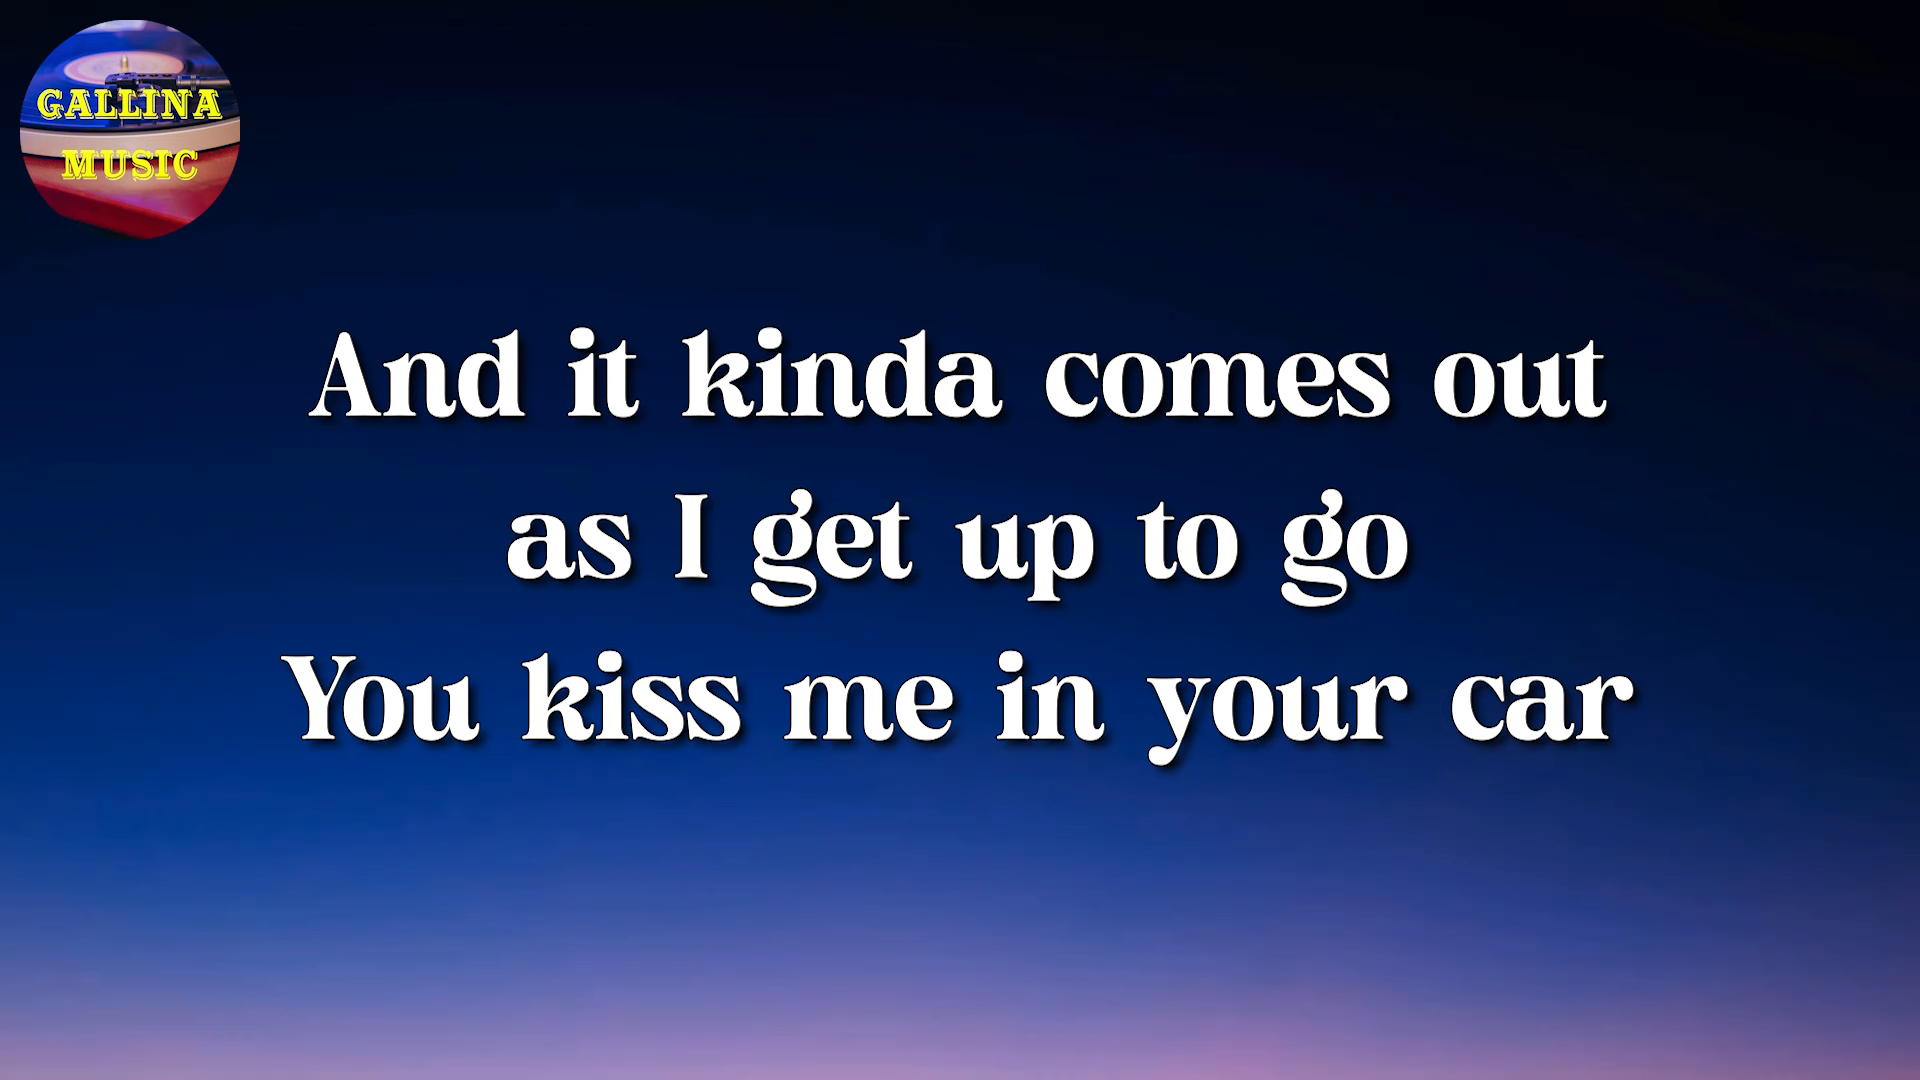 GALLINA
MUSIC
And it kinda comes out
as I get up to go
You kiss me in your car